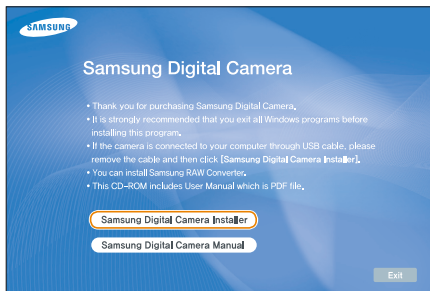 SAMSUNG
Samsung Digital Camera
• Thank you for purchasing Samsung Digital Camera.
• It is strongly recommended that you exit all Windows programs before
installing this program.
• If the camera is connected to your computer through USB cable, please
remove the cable and then click [Samsung Digital Camera Installer].
• You can install Samsung RAW Converter.
• This CD-ROM includes User Manual which is PDF file.
Samsung Digital Camera Installer
Samsung Digital Camera Manual
Exit